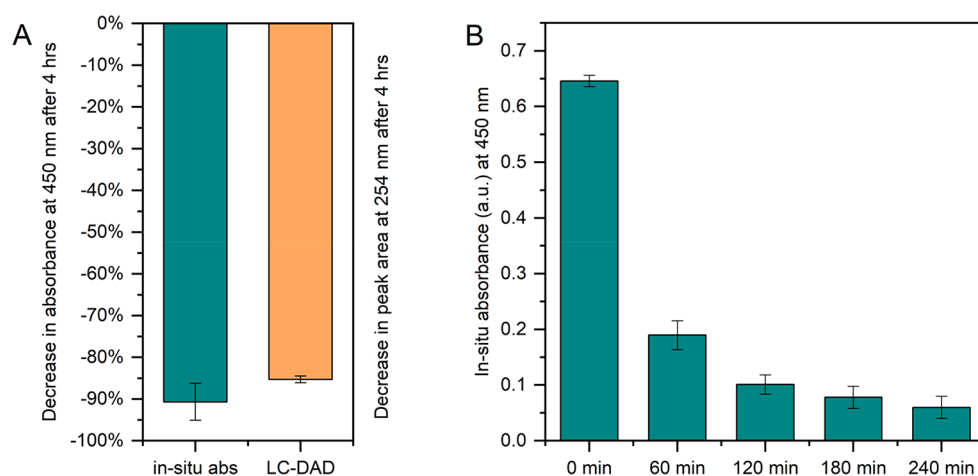 A
Decrease in absorbance at 450 nm after 4 hrs
0%
-10%
-20%
-30%
-40%
-50%
-60%
-70%
-80%
-90%
-100%
in-situ abs LC-DAD
Decrease in peak area at 254 nm after 4 hrs
B
In-situ absorbance (a.u.) at 450 nm
0.7
0.6
0.5
0.4
0.3
0.2
0.1
0.0
0 min 60 min 120 min 180 min 240 min